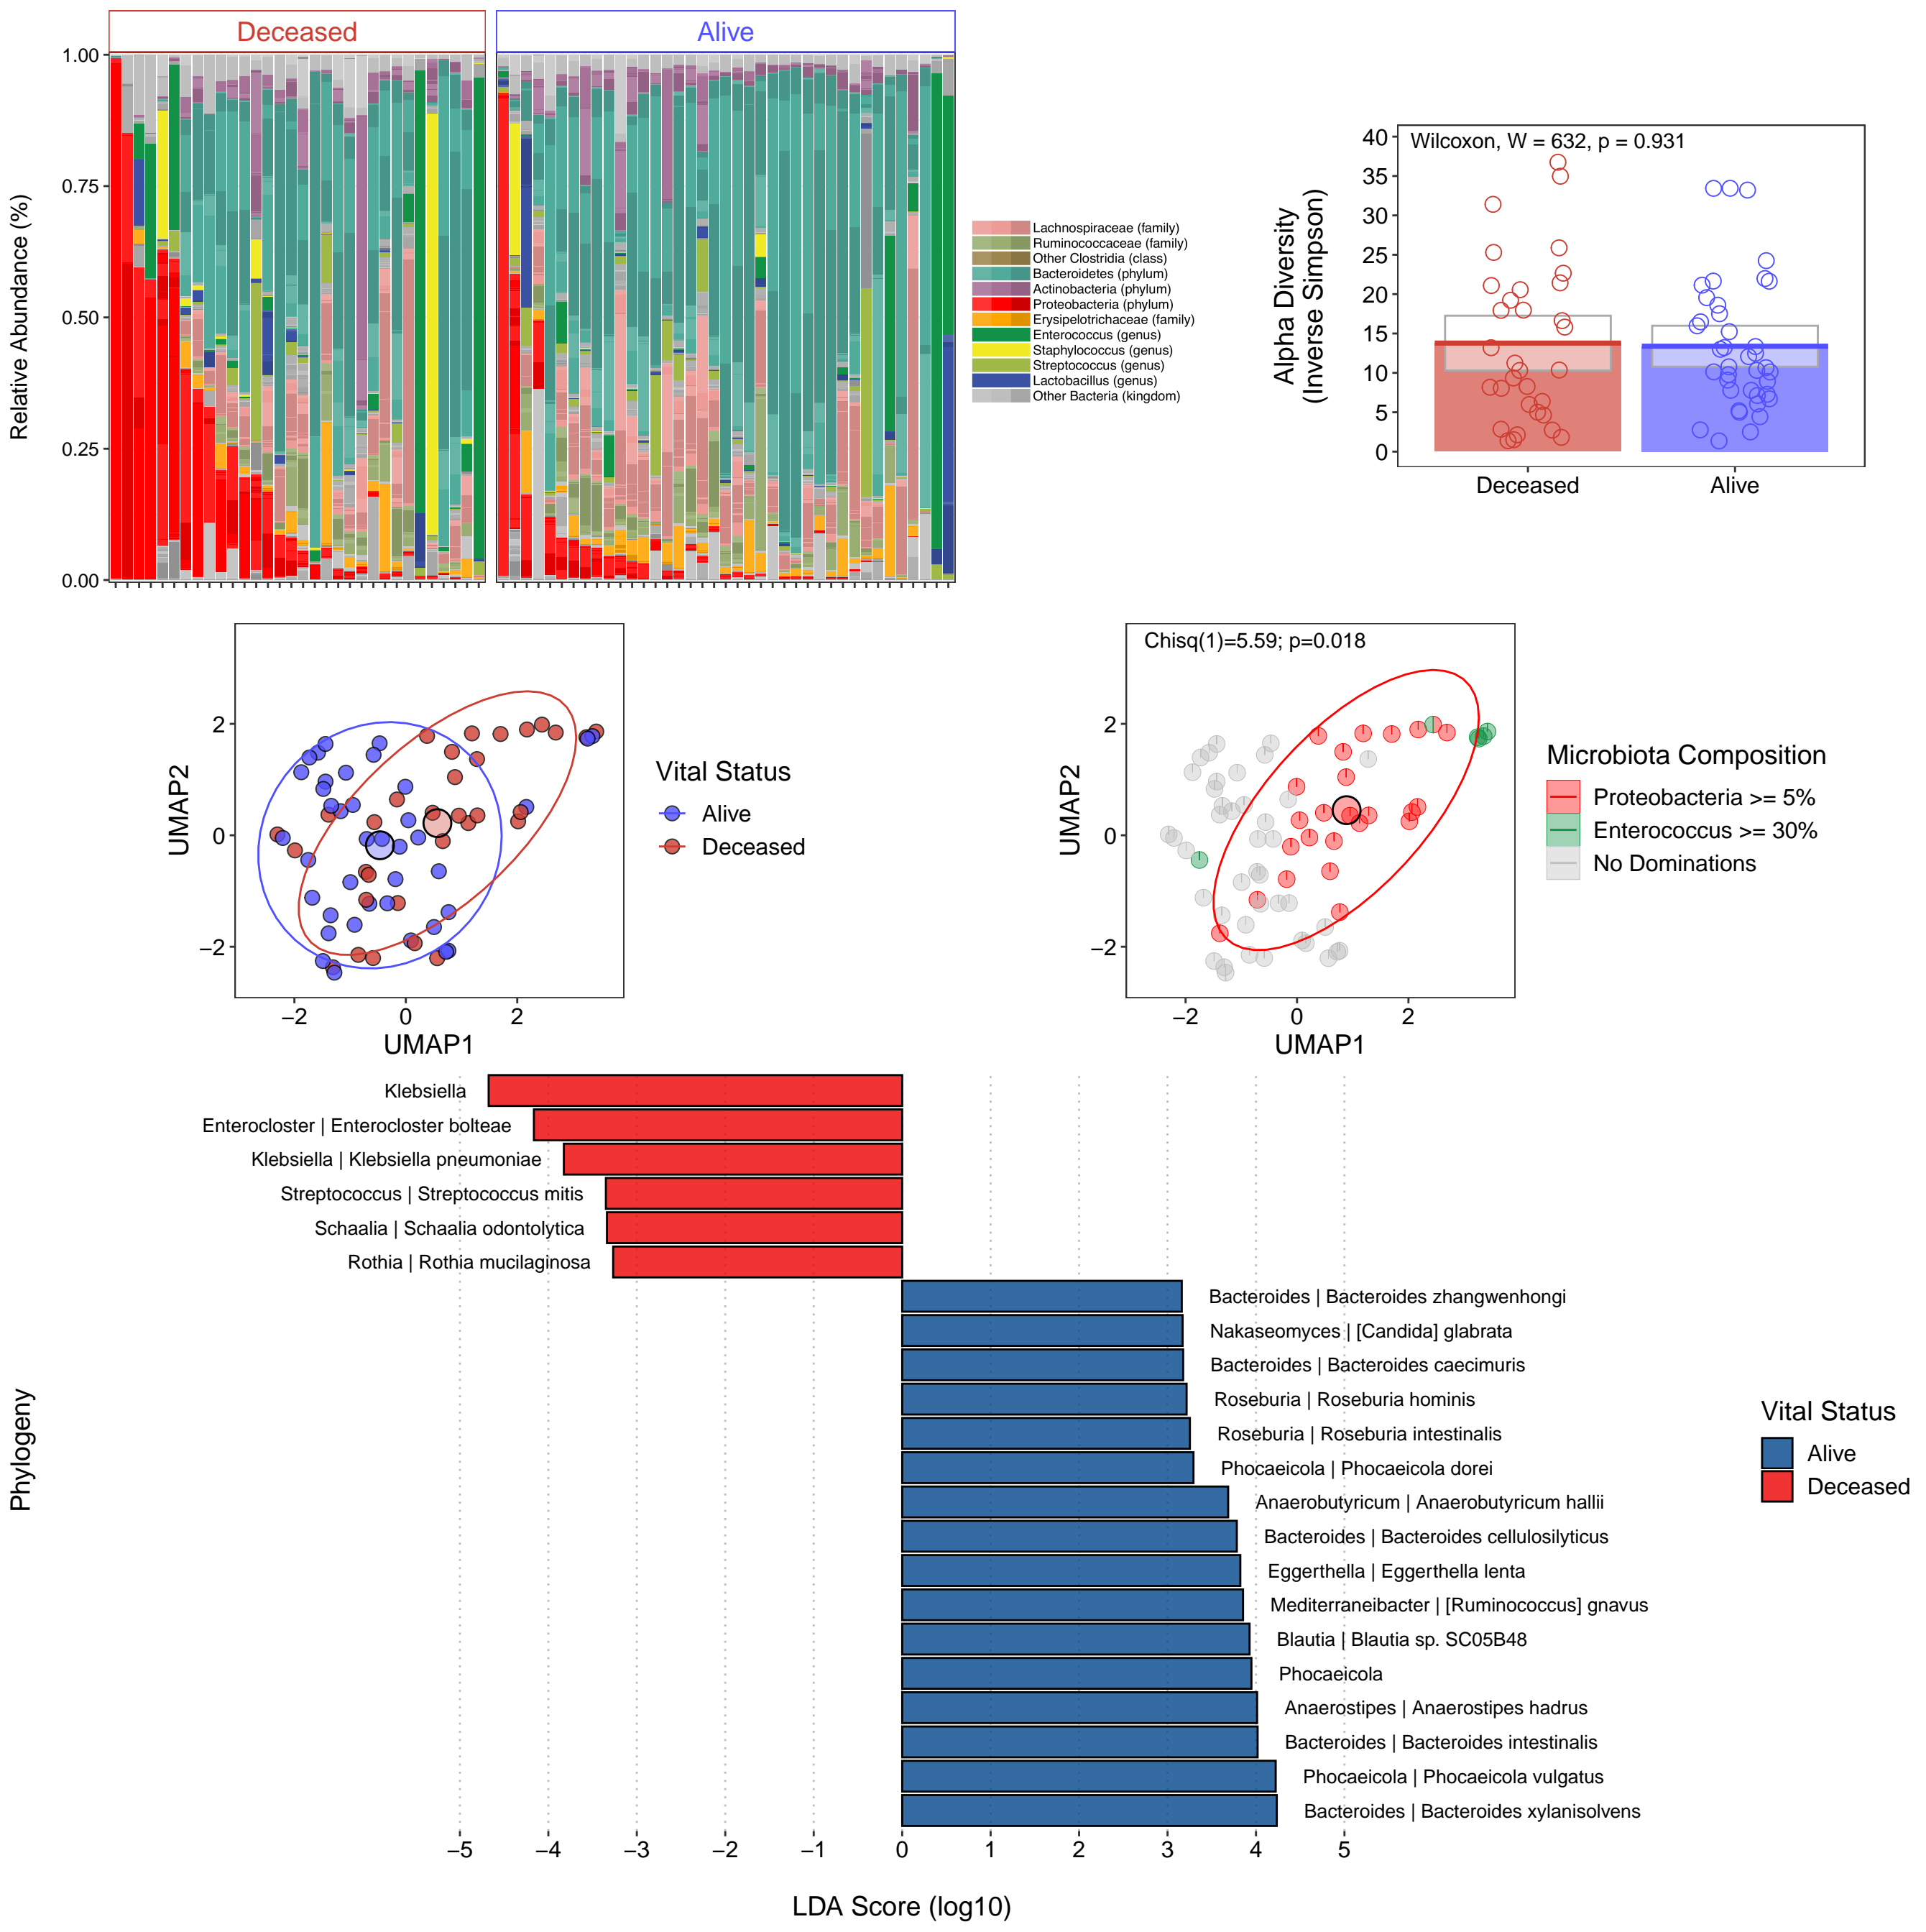 Deceased
Alive
1.00
0.75
0.50
0.25
0.00
Relative Abundance (%)
Lachnospiraceae (family)
Ruminococcaceae (family)
Other Clostridia (class)
Bacteroidetes (phylum)
Actinobacteria (phylum)
Proteobacteria (phylum)
Erysipelotrichaceae (family)
Enterococcus (genus)
Staphylococcus (genus)
Streptococcus (genus)
Lactobacillus (genus)
Other Bacteria (kingdom)
Alpha Diversity
(Inverse Simpson)
Wilcoxon, W = 632, p = 0.931
40
35
30
25
20
15
10
5
0
Deceased
Alive
UMAP2
2
0
−2
−2
0
2
UMAP1
Vital Status
Alive
Deceased
Chisq(1)=5.59; p=0.018
UMAP2
2
0
−2
−2
0
2
UMAP1
Microbiota Composition
Proteobacteria >= 5%
Enterococcus >= 30%
No Dominations
Phylogeny
Klebsiella
Enterocloster | Enterocloster bolteae
Klebsiella | Klebsiella pneumoniae
Streptococcus | Streptococcus mitis
Schaalia | Schaalia odontolytica
Rothia | Rothia mucilaginosa
Bacteroides | Bacteroides zhangwenhongi
Nakaseomyces | [Candida] glabrata
Bacteroides | Bacteroides caecimuris
Roseburia | Roseburia hominis
Roseburia | Roseburia intestinalis
Phocaeicola | Phocaeicola dorei
Anaerobutyricum | Anaerobutyricum hallii
Bacteroides | Bacteroides cellulosilyticus
Eggerthella | Eggerthella lenta
Mediterraneibacter | [Ruminococcus] gnavus
Blautia | Blautia sp. SC05B48
Phocaeicola
Anaerostipes | Anaerostipes hadrus
Bacteroides | Bacteroides intestinalis
Phocaeicola | Phocaeicola vulgatus
Bacteroides | Bacteroides xylanisolvens
Vital Status
Alive
Deceased
−5
−4
−3
−2
−1
0
1
2
3
4
5
LDA Score (log10)